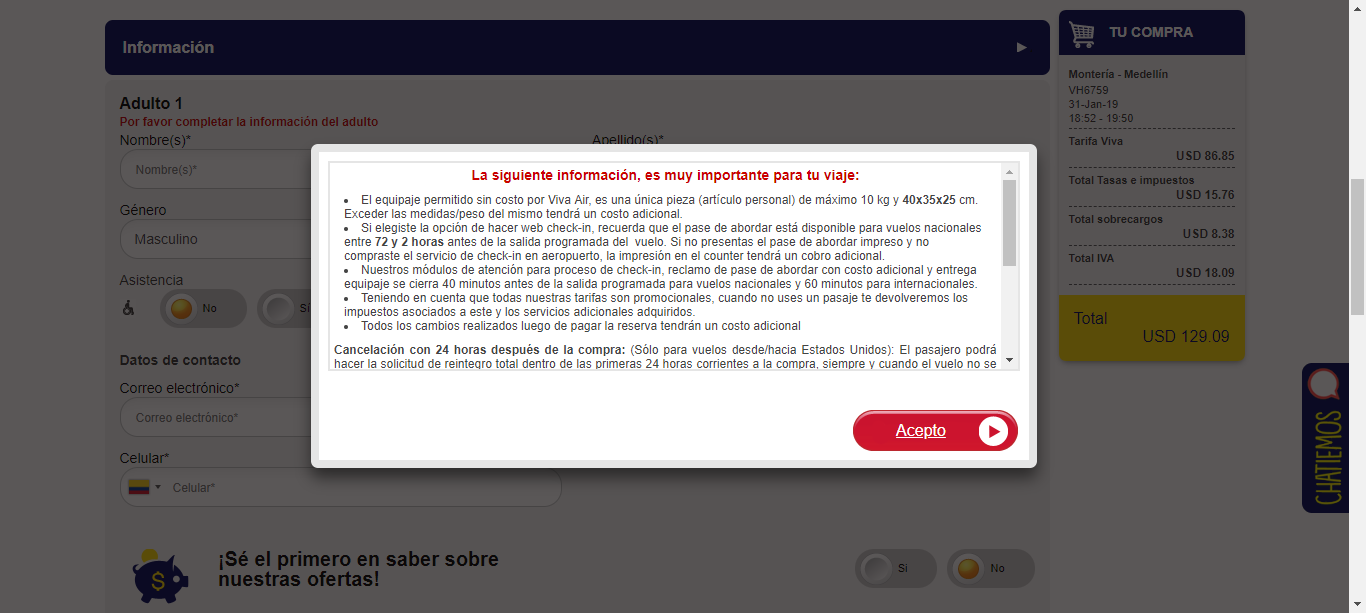 Información
Adulto 1
Por favor completar la información del adulto
Nombre(s)*
Apellido(s)*
Nombre(s)*
Género
Masculino
Asistencia
No
Sí
Datos de contacto
Correo electrónico*
Correo electrónico*
Celular*
Celular*
¡Sé el primero en saber sobre
nuestras ofertas!
Si
No
La siguiente información, es muy importante para tu viaje:
• El equipaje permitido sin costo por Viva Air, es una única pieza (artículo personal) de máximo 10 kg y 40x35x25 cm.
Exceder las medidas/peso del mismo tendrá un costo adicional.
• Si elegiste la opción de hacer web check-in, recuerda que el pase de abordar está disponible para vuelos nacionales
entre 72 y 2 horas antes de la salida programada del vuelo. Si no presentas el pase de abordar impreso y no
compraste el servicio de check-in en aeropuerto, la impresión en el counter tendrá un cobro adicional.
• Nuestros módulos de atención para proceso de check-in, reclamo de pase de abordar con costo adicional y entrega
equipaje se cierra 40 minutos antes de la salida programada para vuelos nacionales y 60 minutos para internacionales.
• Teniendo en cuenta que todas nuestras tarifas son promocionales, cuando no uses un pasaje te devolveremos los
impuestos asociados a este y los servicios adicionales adquiridos.
• Todos los cambios realizados luego de pagar la reserva tendrán un costo adicional
Cancelación con 24 horas después de la compra: (Sólo para vuelos desde/hacia Estados Unidos): El pasajero podrá
hacer la solicitud de reintegro total dentro de las primeras 24 horas corrientes a la compra, siempre y cuando el vuelo no se
Acepto
TU COMPRA
Montería - Medellín
VH6759
31-Jan-19
18:52 - 19:50
Tarifa Viva
USD 86.85
Total Tasas e impuestos
USD 15.76
Total sobrecargos
USD 8.38
Total IVA
USD 18.09
Total
USD 129.09
CHATIEMOS